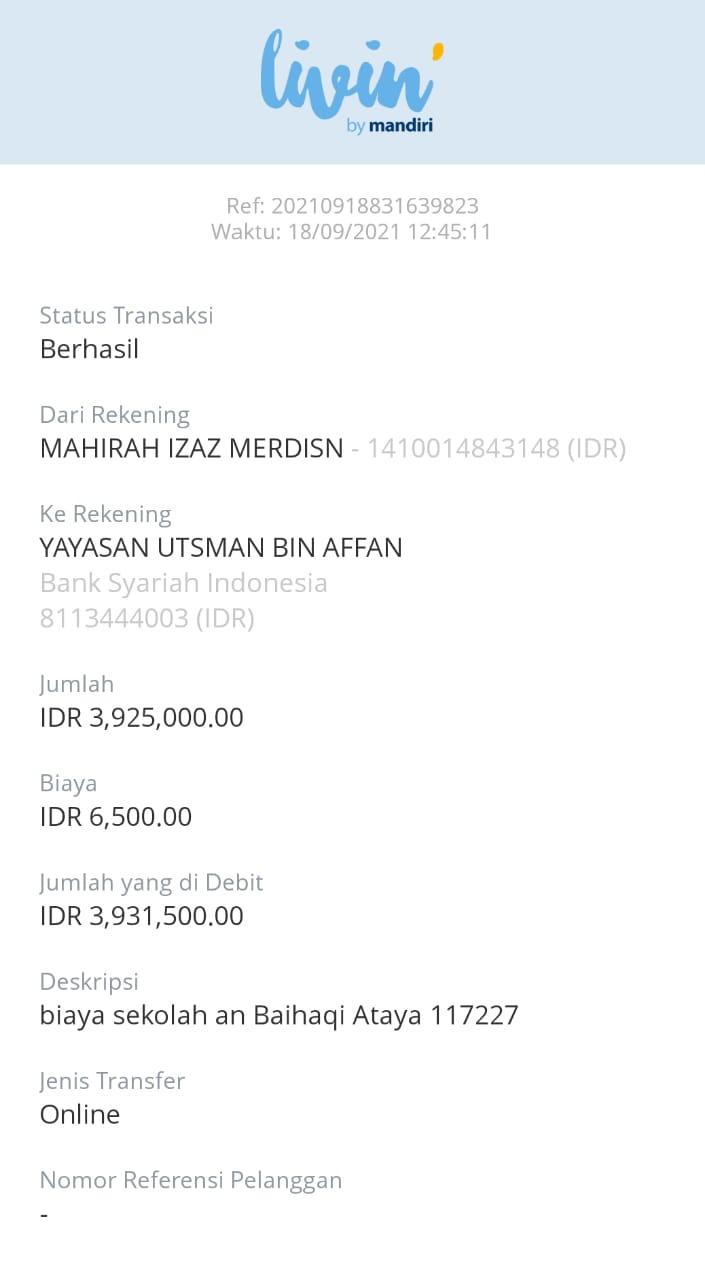 livin'
by mandiri
Ref: 20210918831639823
Waktu: 18/09/2021 12:45:11
Status Transaksi
Berhasil
Dari Rekening
MAHIRAH IZAZ MERDISN - 1410014843148 (IDR)
Ke Rekening
YAYASAN UTSMAN BIN AFFAN
Bank Syariah Indonesia
8113444003 (IDR)
Jumlah
IDR 3,925,000.00
Biaya
IDR 6,500.00
Jumlah yang di Debit
IDR 3,931,500.00
Deskripsi
biaya sekolah an Baihaqi Ataya 117227
Jenis Transfer
Online
Nomor Referensi Pelanggan
-